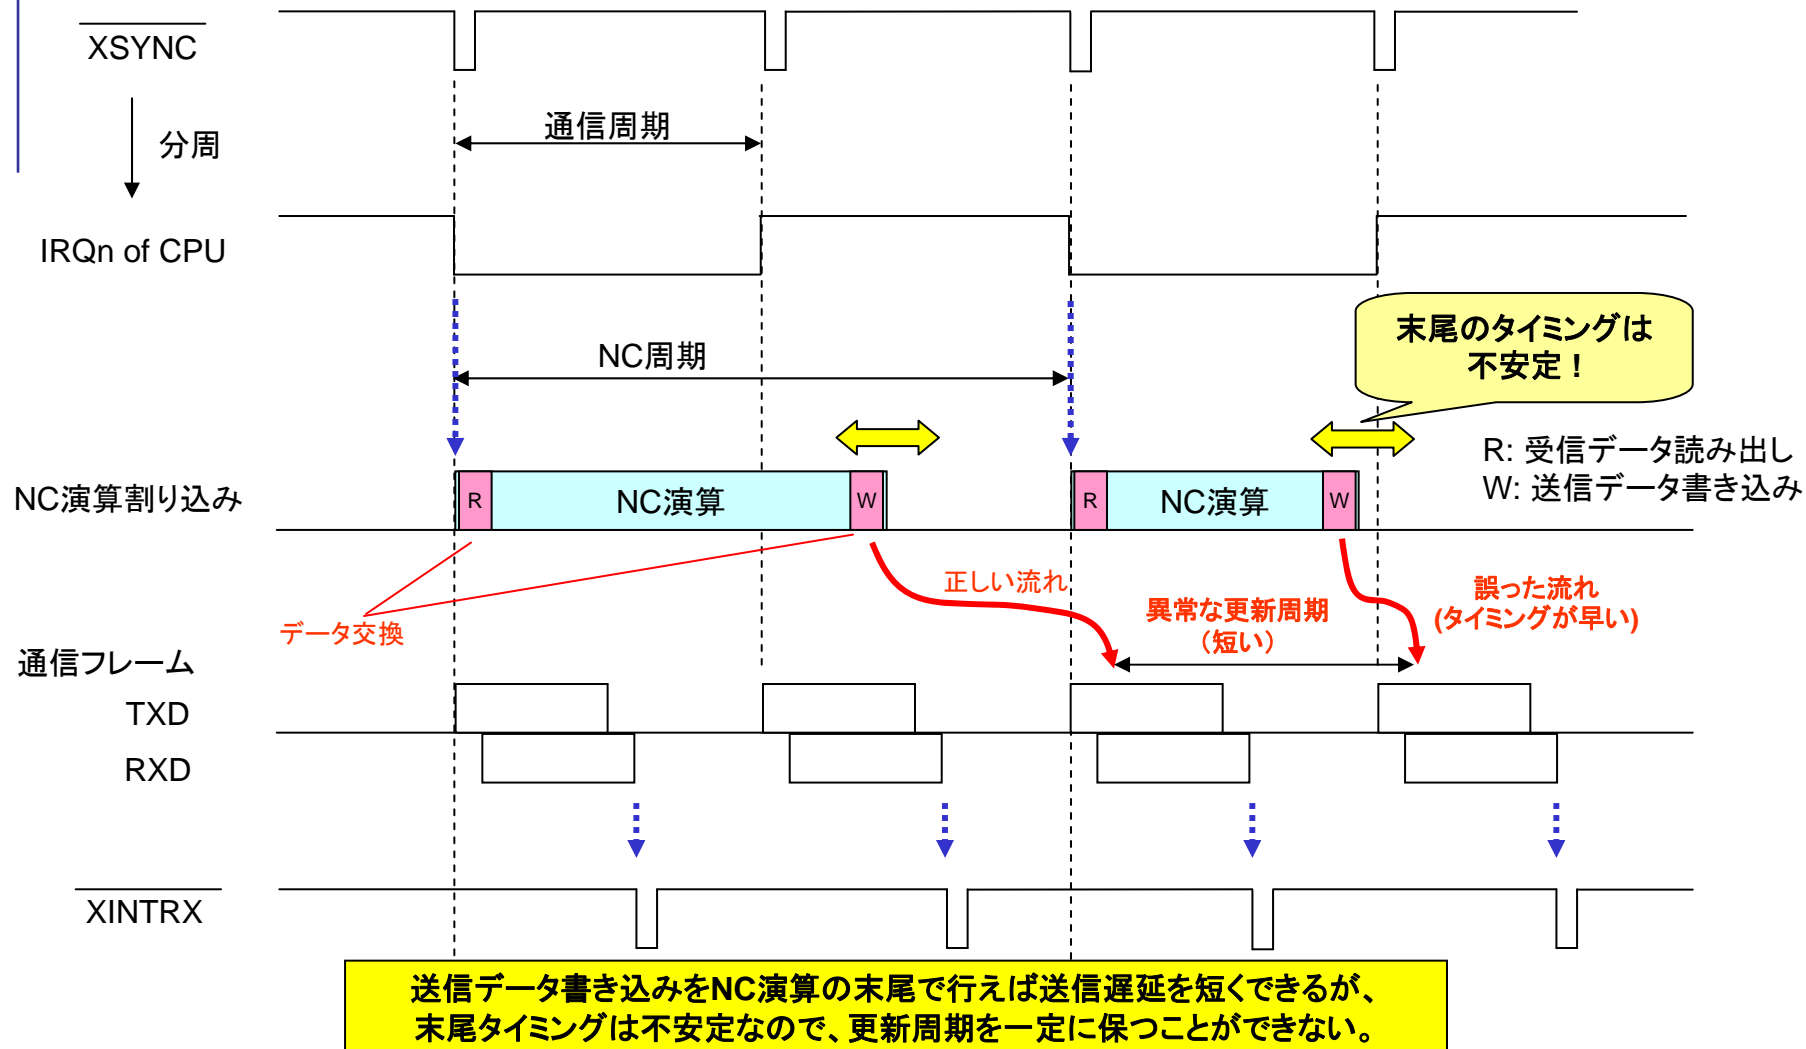 XSYNC
分周
通信周期
IRQn of CPU
NC周期
末尾のタイミングは
不安定！
R: 受信データ読み出し
W: 送信データ書き込み
NC演算割り込み
R
NC演算
W
R
NC演算
W
データ交換
正しい流れ
異常な更新周期
（短い）
誤った流れ
(タイミングが早い)
通信フレーム
TXD
RXD
XINTRX
送信データ書き込みをNC演算の末尾で行えば送信遅延を短くできるが、
末尾タイミングは不安定なので、更新周期を一定に保つことができない。